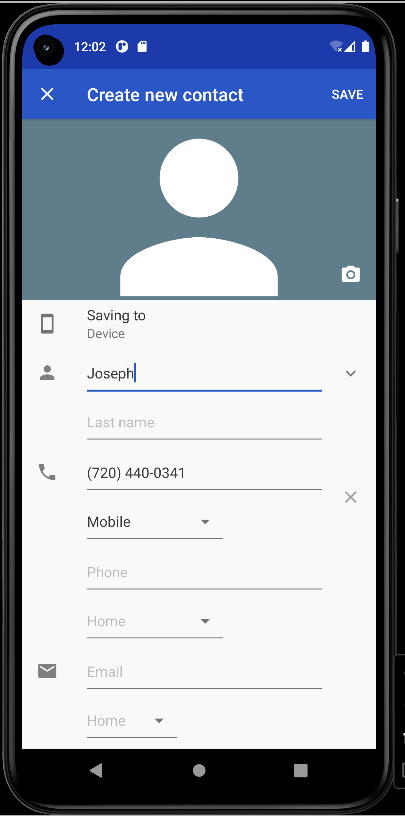 12:02
Create new contact
SAVE
Saving to
Device
Joseph
Last name
(720) 440-0341
Mobile
Phone
Home
Email
Home